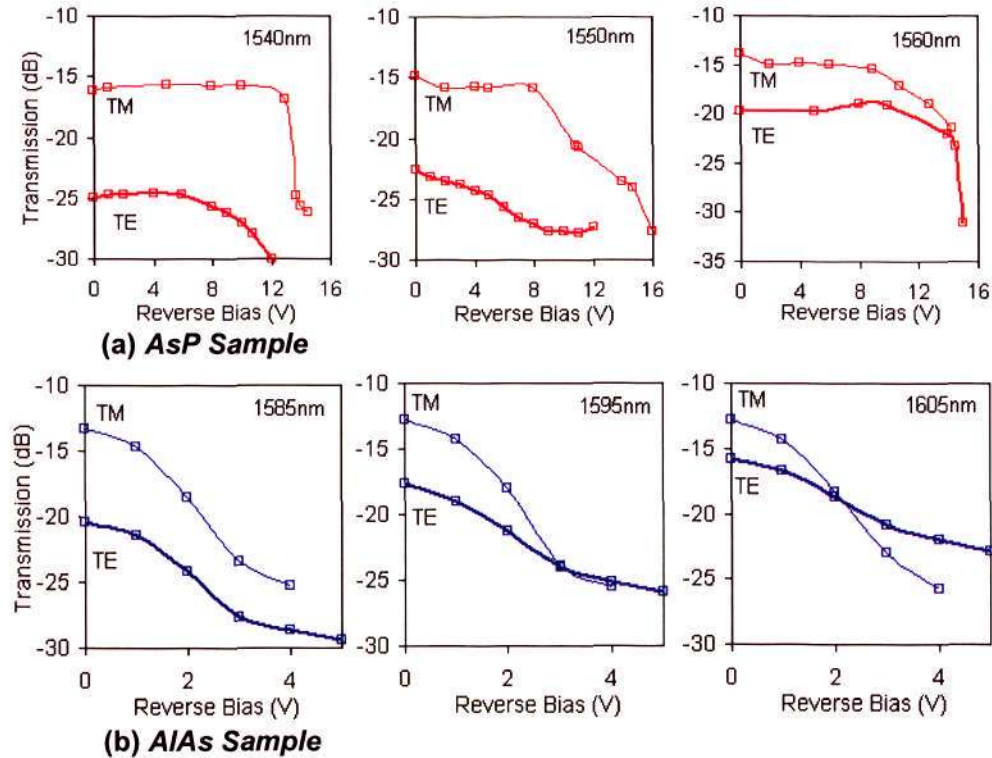 Transmission (dB)
-10
-15
-20
-25
-30
1540nm
TM
TE
0 4 8 12 16
Reverse Bias (V)
-10
-15
-20
-25
-30
1550nm
TM
TE
0 4 8 12 16
Reverse Bias (V)
-10
-15
-20
-25
-30
-35
1560nm
TM
TE
0 4 8 12 16
Reverse Bias (V)
(a) AsP Sample
Transmission (dB)
-10
-15
-20
-25
-30
1585nm
TM
TE
0 2 4
Reverse Bias (V)
-10
-15
-20
-25
-30
1595nm
TM
TE
0 2 4
Reverse Bias (V)
-10
-15
-20
-25
-30
1605nm
TM
TE
0 2 4
Reverse Bias (V)
(b) AlAs Sample